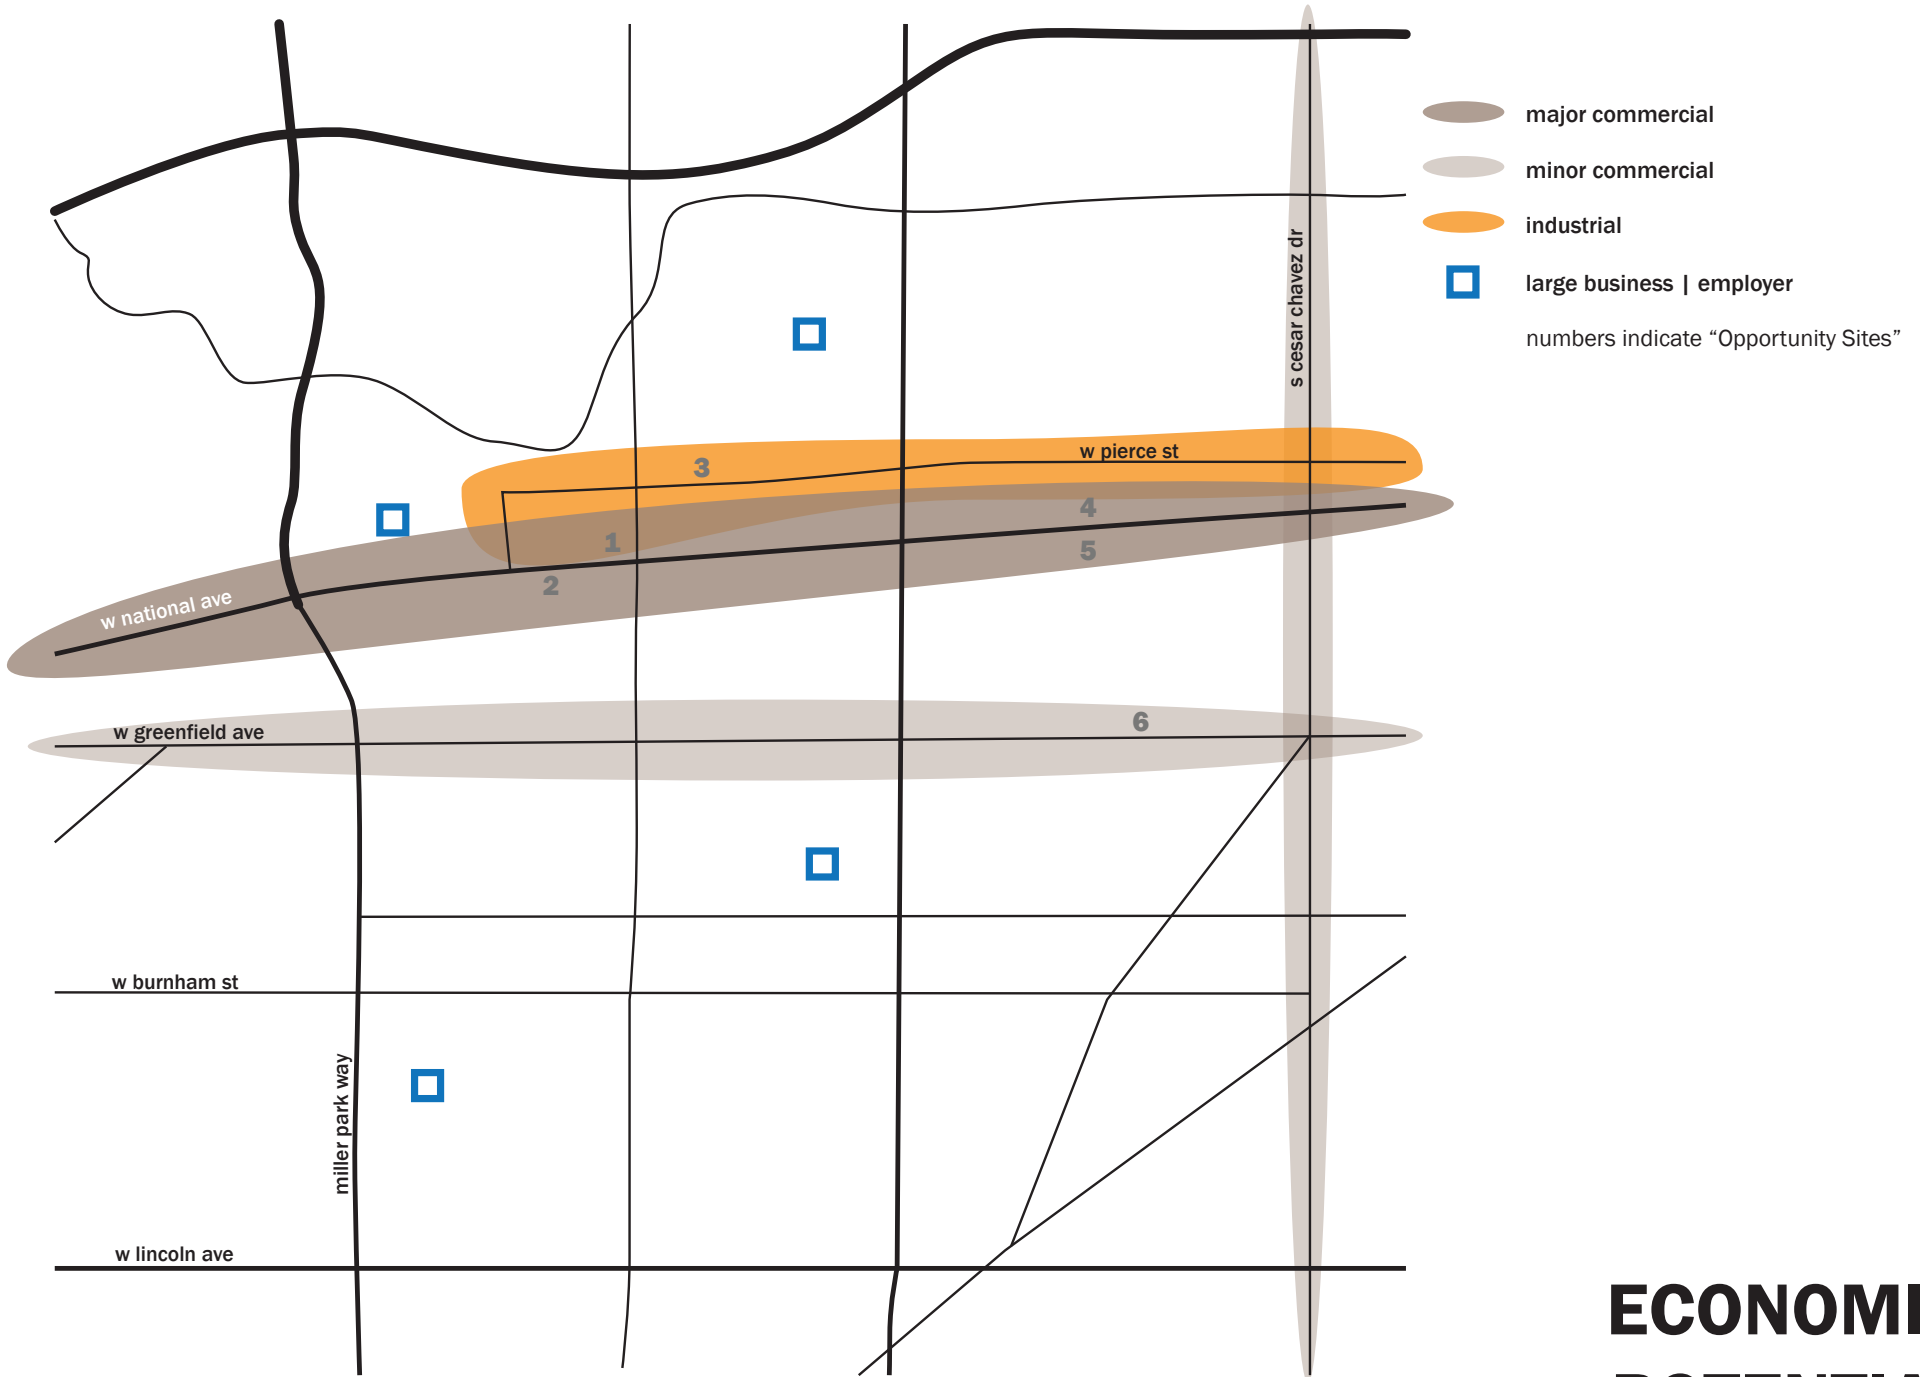 major commercial
minor commercial
industrial
large business | employer
numbers indicate “Opportunity Sites”
s cesar chavez dr
w pierce st
3
4
1
5
2
w national ave
6
w greenfield ave
w burnham st
miller park way
w lincoln ave